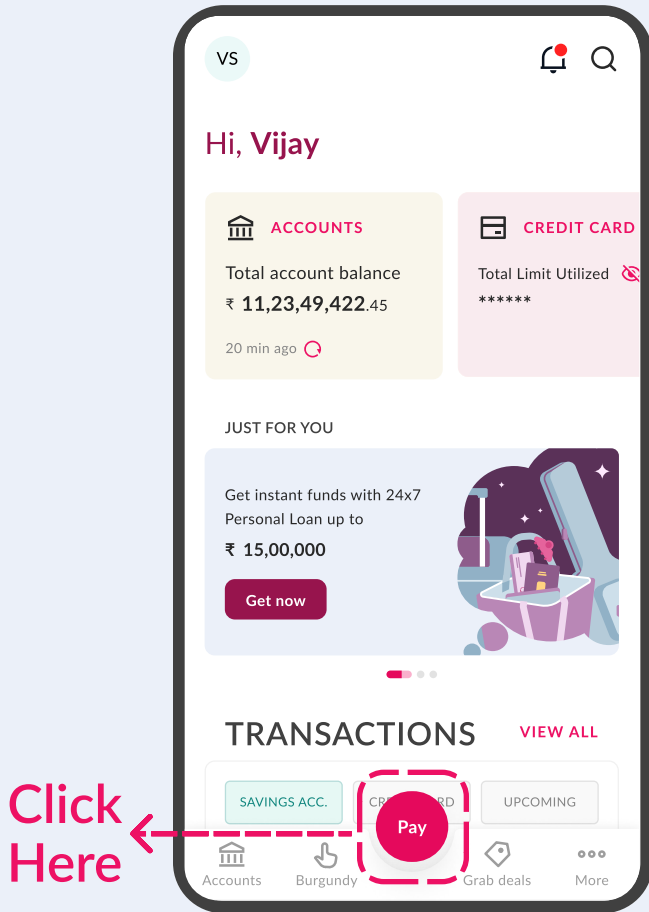 VS
Hi, Vijay
ACCOUNTS
Total account balance
₹ 11,23,49,422.45
20 min ago
CREDIT CARD
Total Limit Utilized
******
JUST FOR YOU
Get instant funds with 24x7
Personal Loan up to
₹ 15,00,000
Get now
TRANSACTIONS
VIEW ALL
SAVINGS ACC.
UPCOMING
Pay
Click
Here
Accounts
Burgundy
Grab deals
More